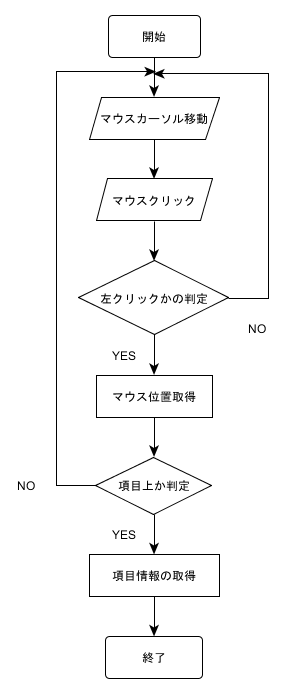 開始
マウスカーソル移動
マウスクリック
左クリックかの判定
NO
YES
マウス位置取得
項目上か判定
NO
YES
項目情報の取得
終了